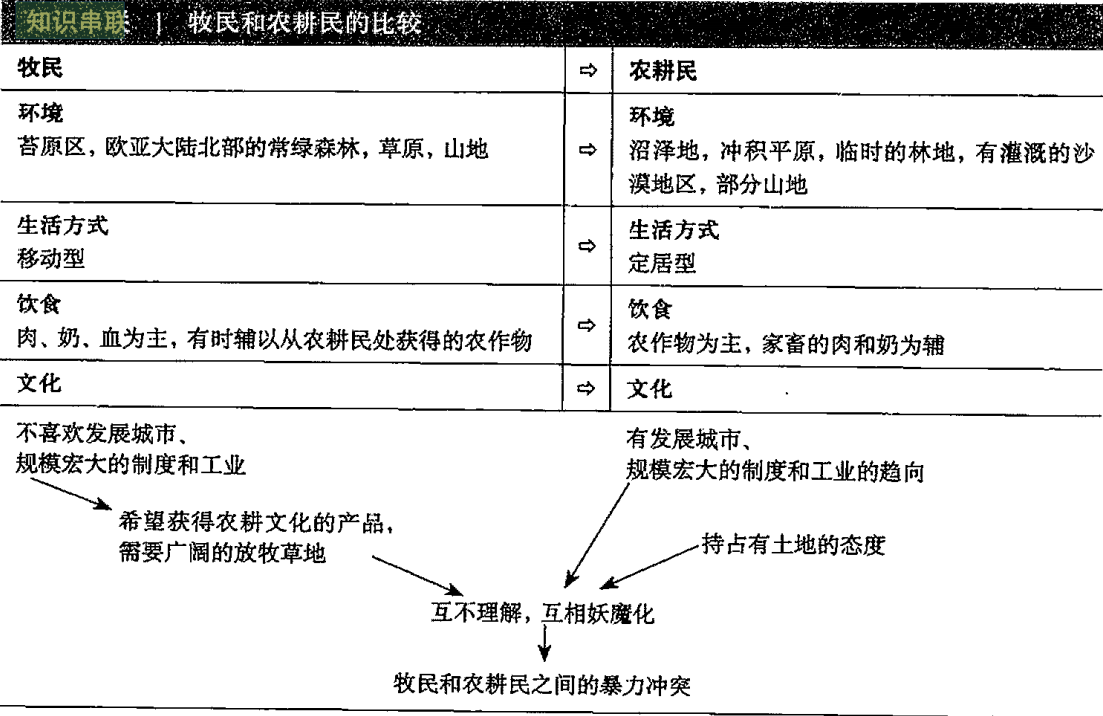 知识串联 | 牧民和农耕民的比较
牧民 ⇨ 农耕民
环境
苔原区，欧亚大陆北部的常绿森林，草原，山地
⇨
环境
沼泽地，冲积平原，临时的林地，有灌溉的沙
漠地区，部分山地
生活方式
移动型
⇨
生活方式
定居型
饮食
肉、奶、血为主，有时辅以从农耕民处获得的农作物
⇨
饮食
农作物为主，家畜的肉和奶为辅
文化 ⇨ 文化
不喜欢发展城市、
规模宏大的制度和工业
有发展城市、
规模宏大的制度和工业的趋向
希望获得农耕文化的产品，
需要广阔的放牧草地
持占有土地的态度
互不理解，互相妖魔化
牧民和农耕民之间的暴力冲突